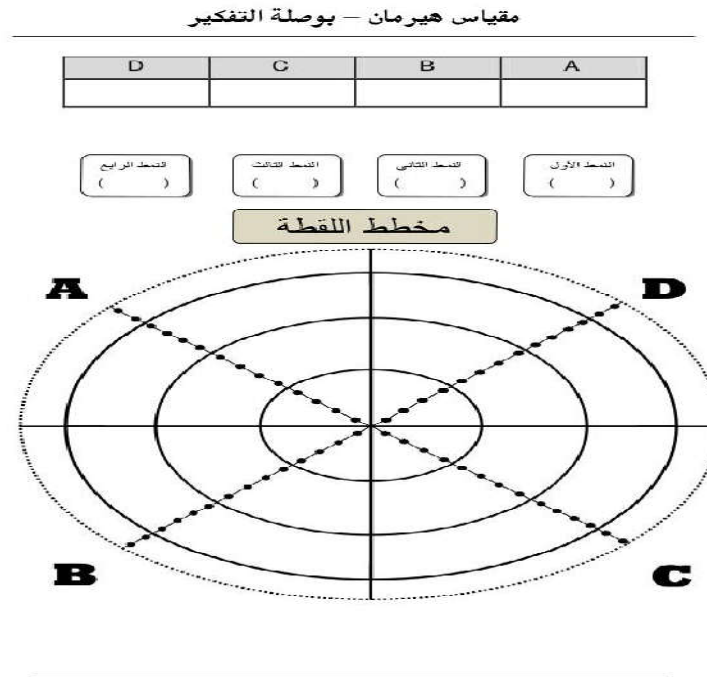 مقياس هيرمان – بوصلة التفكير
A B C D
النمط الأول النمط الثاني النمط الثالث النمط الرابع
( ) ( ) ( ) ( )
مخطط اللقطة
A D
B C